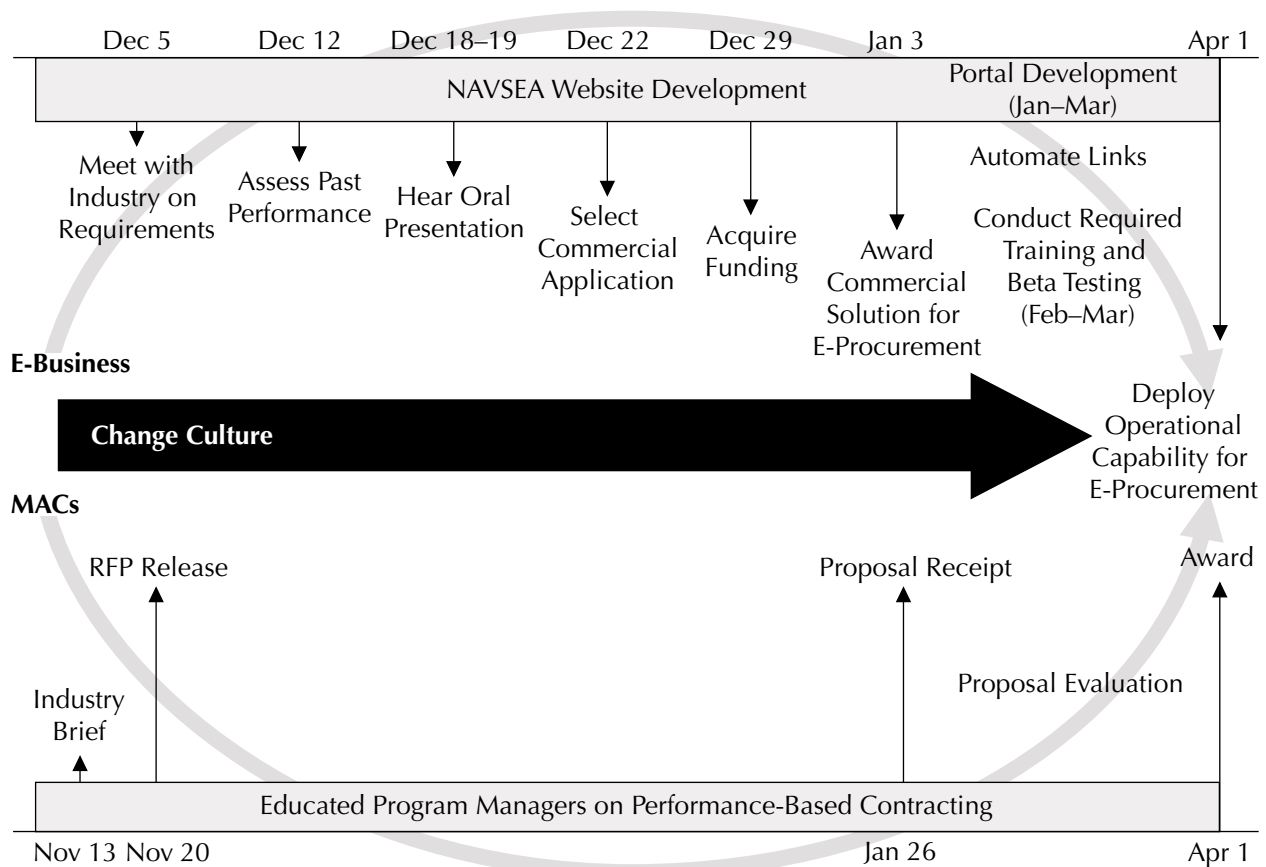 Dec 5 Dec 12 Dec 18–19 Dec 22 Dec 29 Jan 3 Apr 1
NAVSEA Website Development
Portal Development
(Jan–Mar)
Meet with
Industry on
Requirements
Assess Past
Performance
Hear Oral
Presentation
Select
Commercial
Application
Acquire
Funding
Award
Commercial
Solution for
E-Procurement
Automate Links
Conduct Required
Training and
Beta Testing
(Feb–Mar)
E-Business
Change Culture
Deploy
Operational
Capability for
E-Procurement
MACs
RFP Release
Proposal Receipt
Award
Industry
Brief
Proposal Evaluation
Educated Program Managers on Performance-Based Contracting
Nov 13 Nov 20 Jan 26 Apr 1